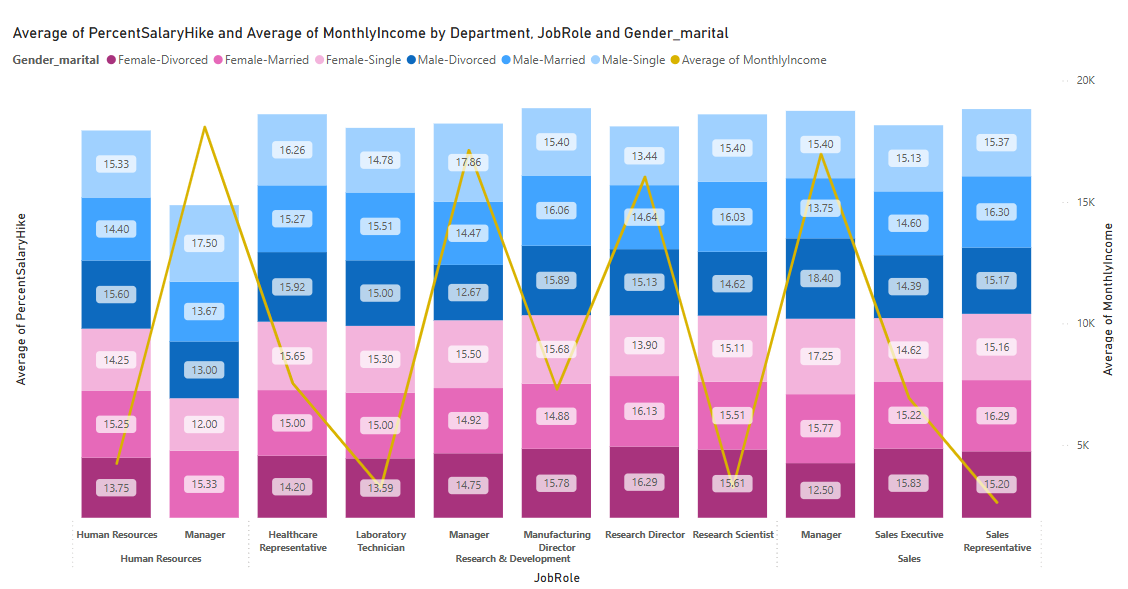 Average of PercentSalaryHike and Average of MonthlyIncome by Department, JobRole and Gender_marital
Gender_marital Female-Divorced Female-Married Female-Single Male-Divorced Male-Married Male-Single Average of MonthlyIncome
20K
15K
10K
5K
Average of PercentSalaryHike
Average of MonthlyIncome
15.33
14.40
15.60
14.25
15.25
13.75
17.50
13.67
13.00
12.00
15.33
16.26
15.27
15.92
15.65
15.00
14.20
14.78
15.51
15.00
15.30
15.00
13.59
17.86
14.47
12.67
15.50
14.92
14.75
15.40
16.06
15.89
15.68
14.88
15.78
13.44
14.64
15.13
13.90
16.13
16.29
15.40
16.03
14.62
15.11
15.51
15.61
15.40
13.75
18.40
17.25
15.77
12.50
15.13
14.60
14.39
14.62
15.22
15.83
15.37
16.30
15.17
15.16
16.29
15.20
Human Resources
Manager
Healthcare
Representative
Laboratory
Technician
Manager
Manufacturing
Director
Research Director
Research Scientist
Manager
Sales Executive
Sales
Representative
Human Resources
Research & Development
Sales
JobRole